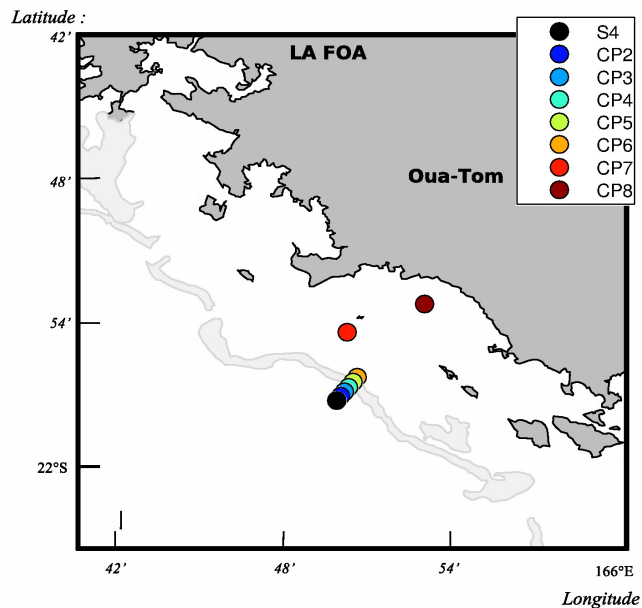 Latitude :
42′
LA FOA
S4
CP2
CP3
CP4
CP5
CP6
CP7
CP8
48′
Oua-Tom
54′
22°S
42′
48′
54′
166°E
Longitude